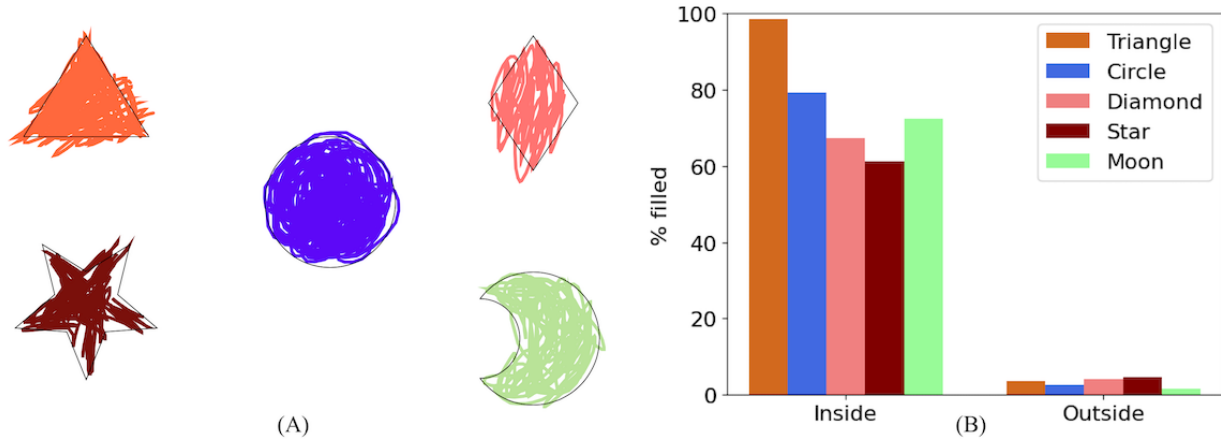 (A)
100
80
60
40
20
0
% filled
Triangle
Circle
Diamond
Star
Moon
Inside
Outside
(B)